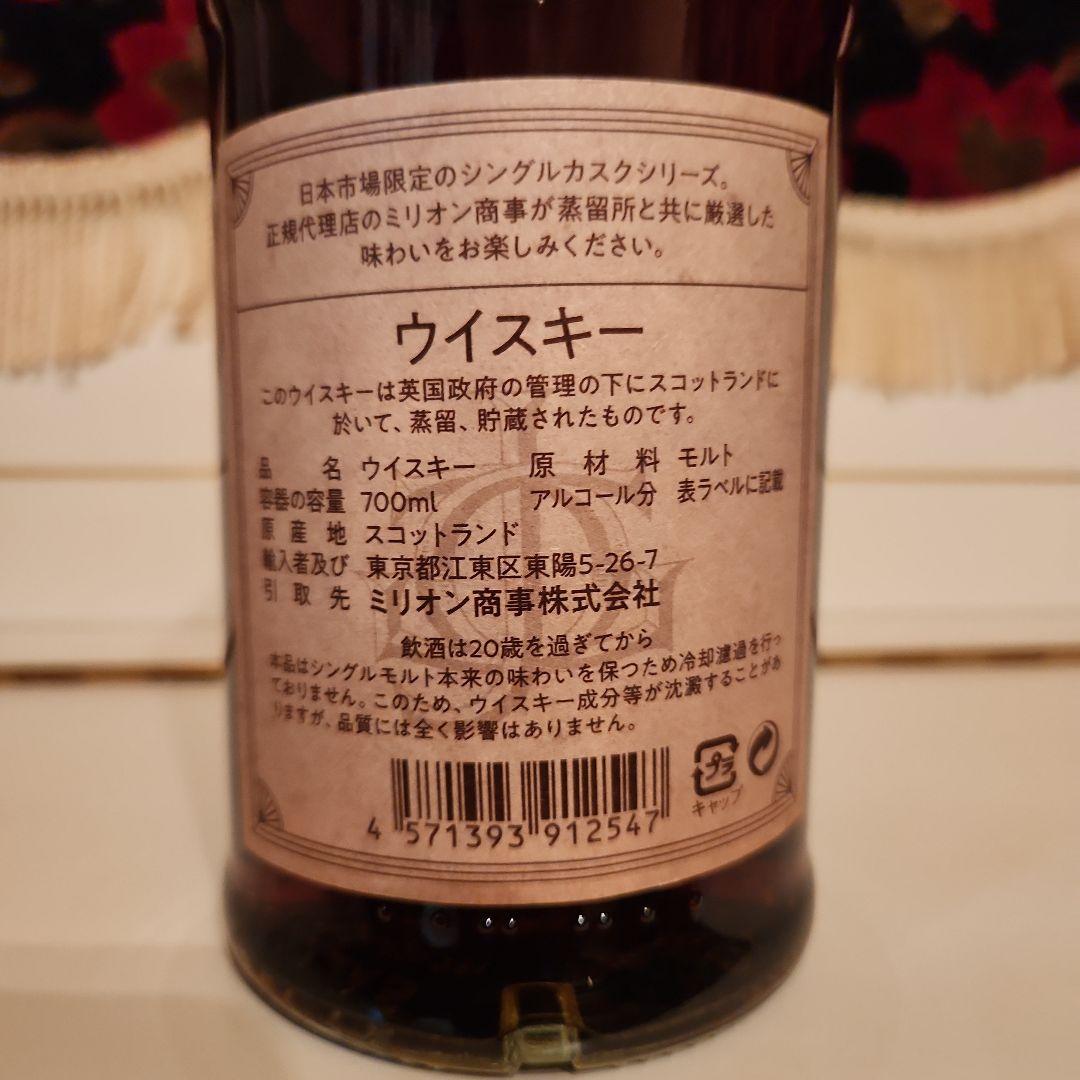 日本市場限定のシングルカスクシリーズ。
正規代理店のミリオン商事が蒸留所と共に厳選した
味わいをお楽しみください。
ウイスキー
このウイスキーは英国政府の管理の下にスコットランドに
於いて、蒸留、貯蔵されたものです。
品名 ウイスキー 原材料 モルト
容器の容量 700ml アルコール分 表ラベルに記載
原産地 スコットランド
輸入者及び 東京都江東区東陽5-26-7
引取先 ミリオン商事株式会社
飲酒は20歳を過ぎてから
本品はシングルモルト本来の味わいを保つため冷却濾過を行っ
ておりません。このため、ウイスキー成分等が沈澱することがあ
りますが、品質には全く影響はありません。
プラ
キャップ
4 571393 912547